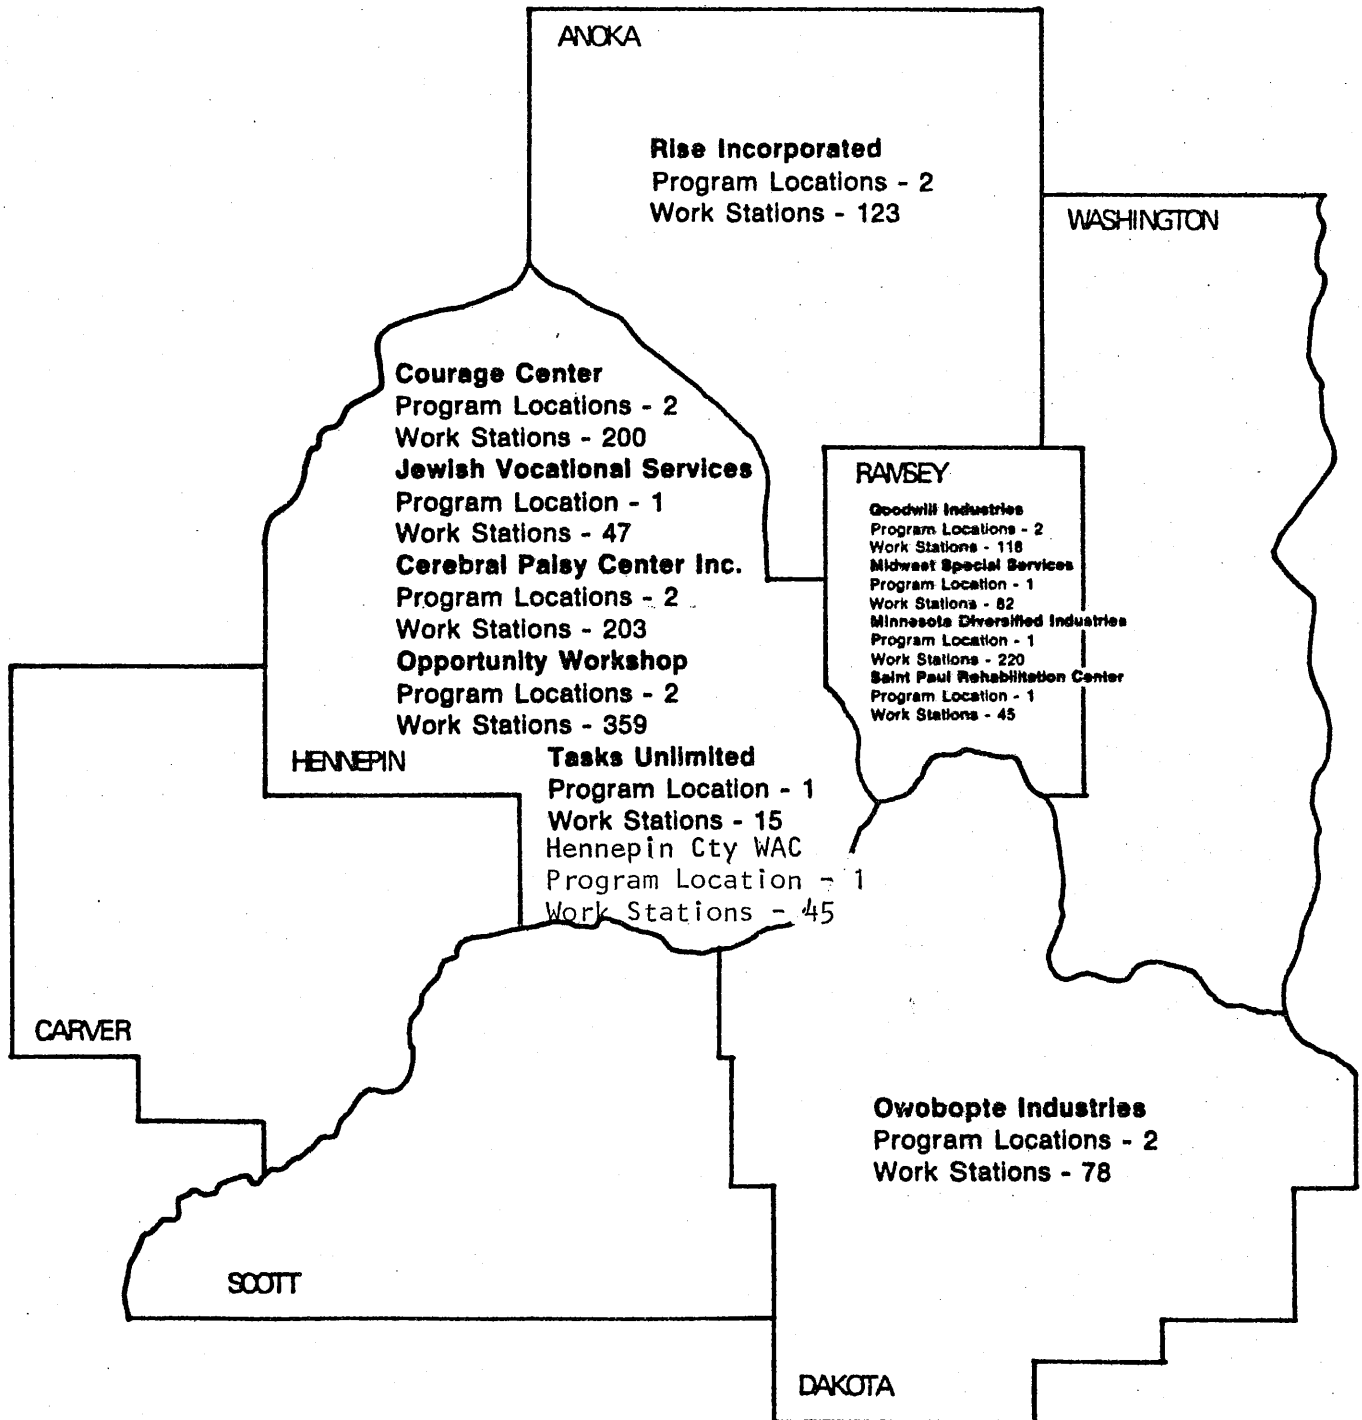 ANOKA
Rise Incorporated
Program Locations - 2
Work Stations - 123
WASHINGTON
Courage Center
Program Locations - 2
Work Stations - 200
Jewish Vocational Services
Program Location - 1
Work Stations - 47
Cerebral Palsy Center Inc.
Program Locations - 2
Work Stations - 203
Opportunity Workshop
Program Locations - 2
Work Stations - 359
HENNEPIN
Tasks Unlimited
Program Location - 1
Work Stations - 15
Hennepin Cty WAC
Program Location - 1
Work Stations - 45
RAMSEY
Goodwill Industries
Program Locations - 2
Work Stations - 118
Midwest Special Services
Program Location - 1
Work Stations - 82
Minnesota Diversified Industries
Program Location - 1
Work Stations - 220
Saint Paul Rehabilitation Center
Program Location - 1
Work Stations - 45
CARVER
Owobopte Industries
Program Locations - 2
Work Stations - 78
SCOTT
DAKOTA